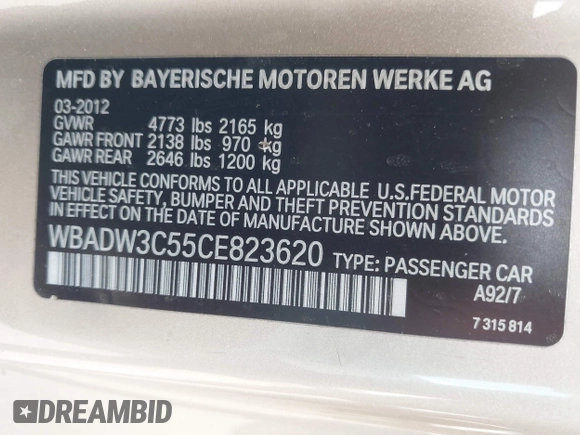 MFD BY BAYERISCHE MOTOREN WERKE AG
03-2012
GVWR 4773 lbs 2165 kg
GAWR FRONT 2138 lbs 970 kg
GAWR REAR 2646 lbs 1200 kg
THIS VEHICLE CONFORMS TO ALL APPLICABLE U.S.FEDERAL MOTOR
VEHICLE SAFETY, BUMPER AND THEFT PREVENTION STANDARDS
IN EFFECT ON THE DATE OF MANUFACTURE SHOWN ABOVE.
WBADW3C55CE823620 TYPE: PASSENGER CAR
A92/7
7 315 814
DREAMBID